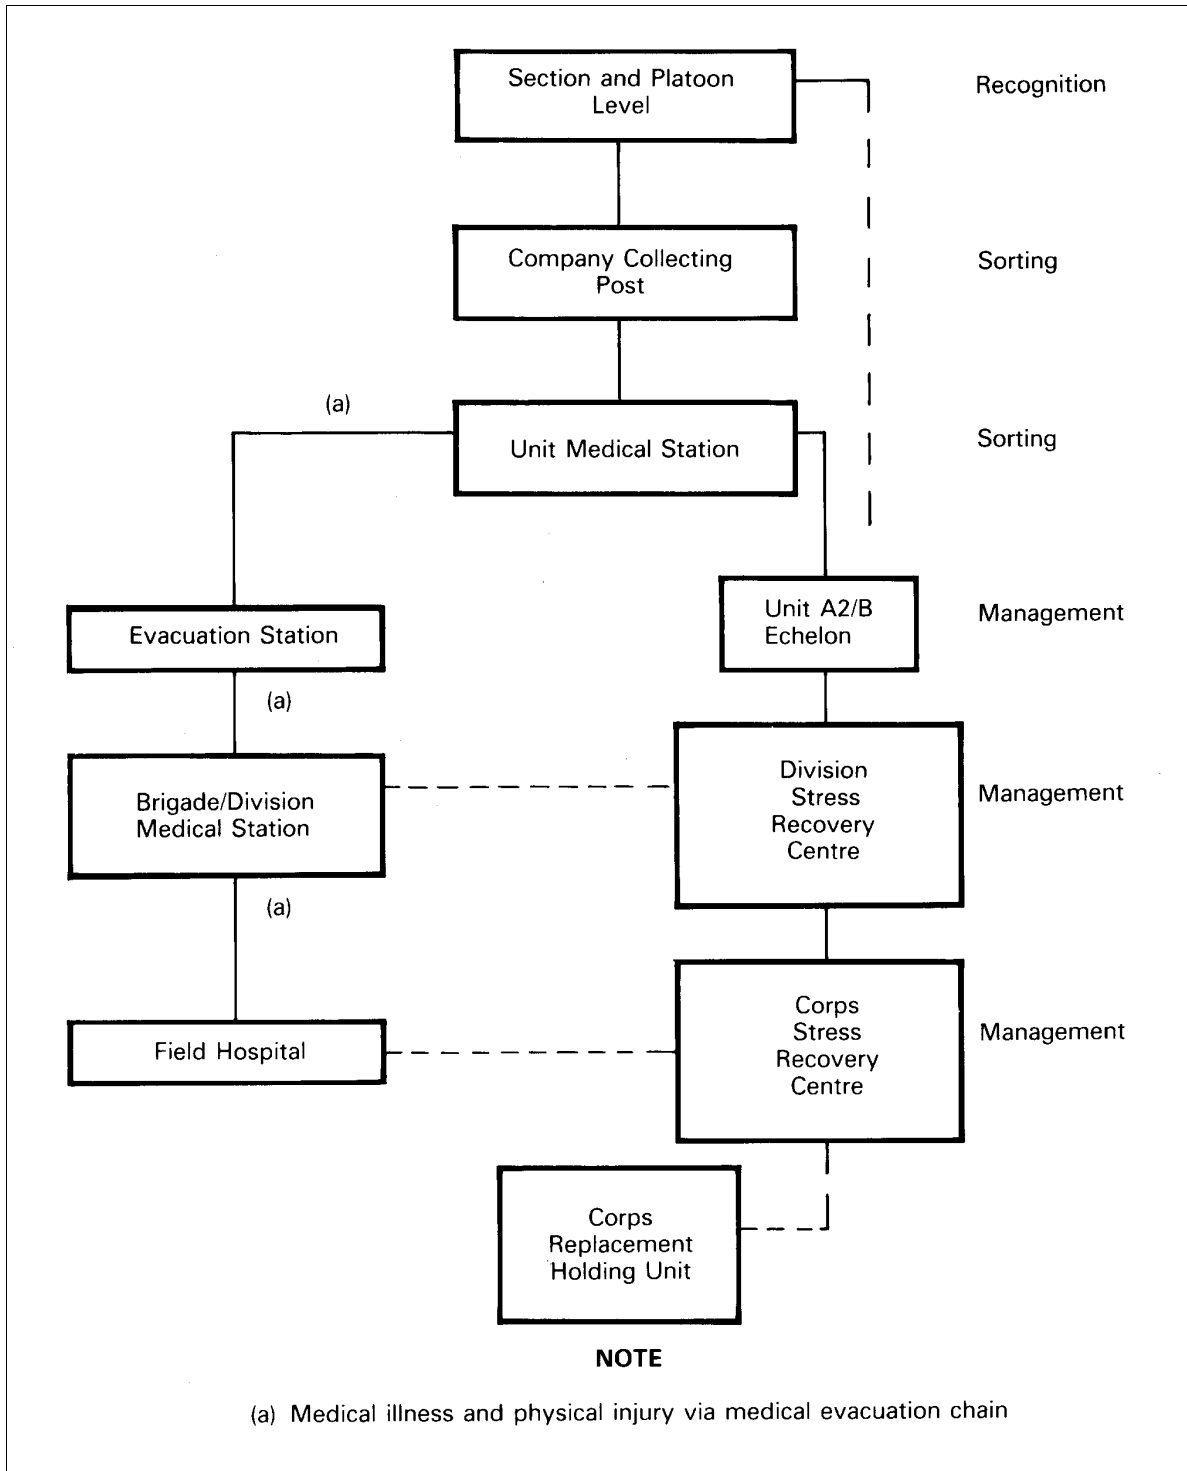 Section and Platoon
Level
Recognition
Company Collecting
Post
Sorting
(a)
Unit Medical Station
Sorting
Evacuation Station
Unit A2/B
Echelon
Management
(a)
Brigade/Division
Medical Station
Division
Stress
Recovery
Centre
Management
(a)
Field Hospital
Corps
Stress
Recovery
Centre
Management
Corps
Replacement
Holding Unit
NOTE
(a) Medical illness and physical injury via medical evacuation chain